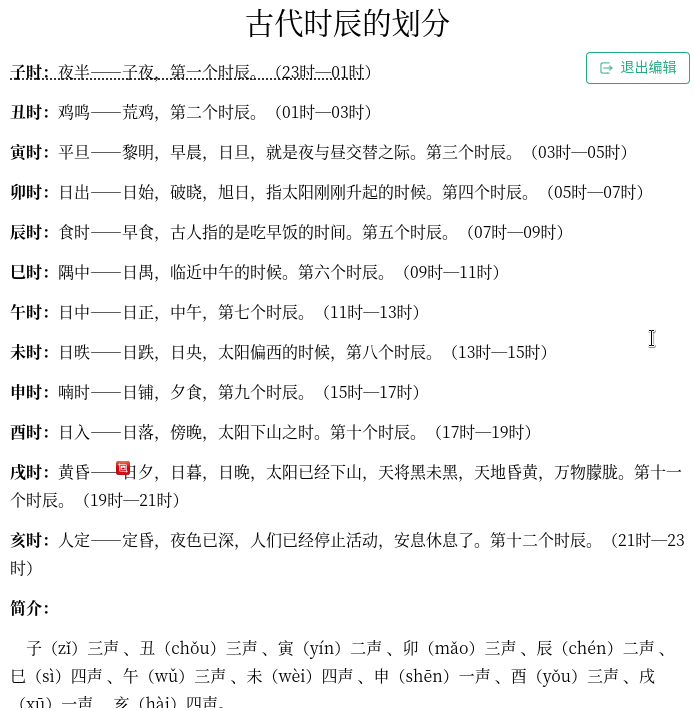 古代时辰的划分
子时：夜半——子夜，第一个时辰。（23时—01时）
退出编辑
丑时：鸡鸣——荒鸡，第二个时辰。（01时—03时）
寅时：平旦——黎明，早晨，日旦，就是夜与昼交替之际。第三个时辰。（03时—05时）
卯时：日出——日始，破晓，旭日，指太阳刚刚升起的时候。第四个时辰。（05时—07时）
辰时：食时——早食，古人指的是吃早饭的时间。第五个时辰。（07时—09时）
巳时：隅中——日禺，临近中午的时候。第六个时辰。（09时—11时）
午时：日中——日正，中午，第七个时辰。（11时—13时）
未时：日昳——日跌，日央，太阳偏西的时候，第八个时辰。（13时—15时）
申时：喃时——日铺，夕食，第九个时辰。（15时—17时）
酉时：日入——日落，傍晚，太阳下山之时。第十个时辰。（17时—19时）
戌时：黄昏——日夕，日暮，日晚，太阳已经下山，天将黑未黑，天地昏黄，万物朦胧。第十一
个时辰。（19时—21时）
亥时：人定——定昏，夜色已深，人们已经停止活动，安息休息了。第十二个时辰。（21时—23
时）
简介：
子（zǐ）三声、丑（chǒu）三声、寅（yín）二声、卯（mǎo）三声、辰（chén）二声、
巳（sì）四声、午（wǔ）三声、未（wèi）四声、申（shēn）一声、酉（yǒu）三声、戌
（xū）一声、亥（hài）四声。